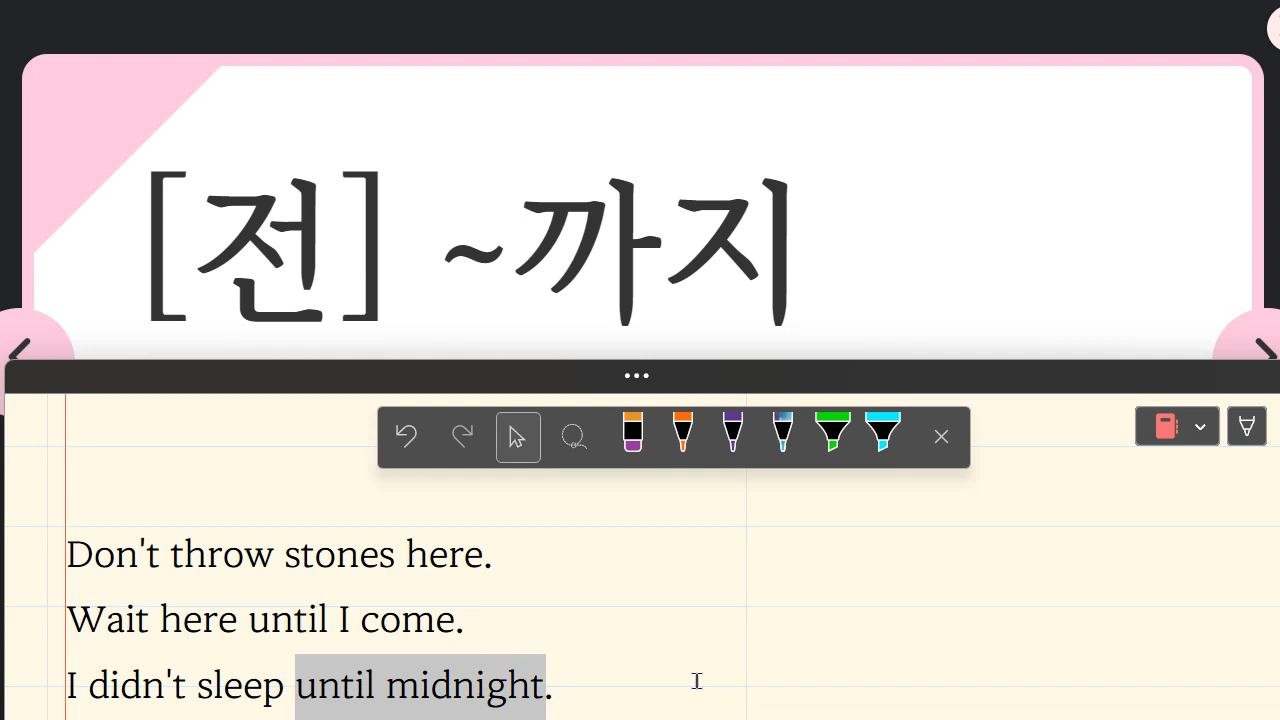 [전] ~까지
Don't throw stones here.
Wait here until I come.
I didn't sleep until midnight.